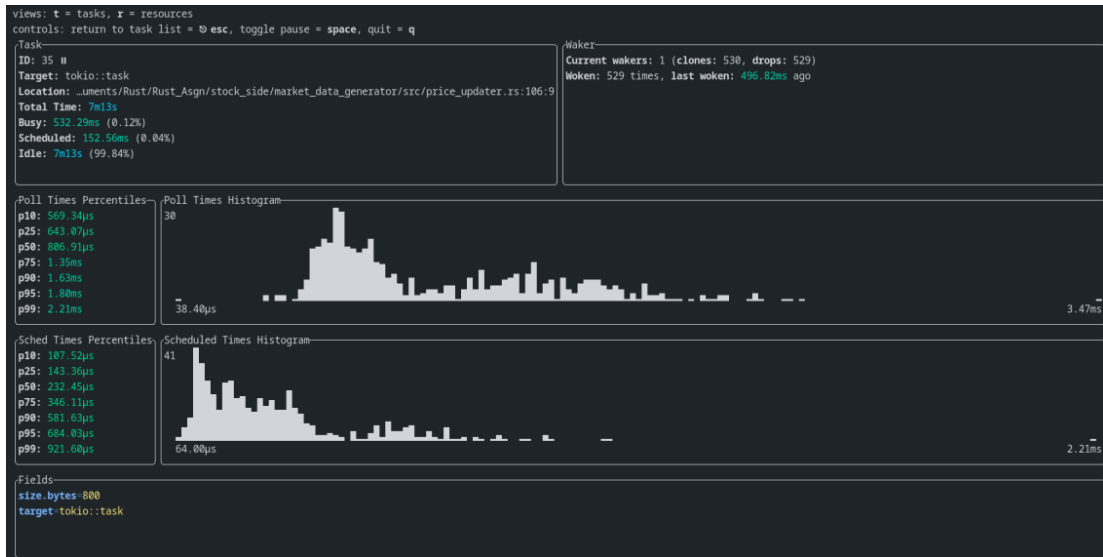 views: t = tasks, r = resources
controls: return to task list = ⎋ esc, toggle pause = space, quit = q
Task
ID: 35 ⏸
Target: tokio::task
Location: …uments/Rust/Rust_Asgn/stock_side/market_data_generator/src/price_updater.rs:106:9
Total Time: 7m13s
Busy: 532.29ms (0.12%)
Scheduled: 152.56ms (0.04%)
Idle: 7m13s (99.84%)
Waker
Current wakers: 1 (clones: 530, drops: 529)
Woken: 529 times, last woken: 496.82ms ago
Poll Times Percentiles
p10: 569.34µs
p25: 643.07µs
p50: 806.91µs
p75: 1.35ms
p90: 1.63ms
p95: 1.80ms
p99: 2.21ms
Poll Times Histogram
30
38.40µs 3.47ms
Sched Times Percentiles
p10: 107.52µs
p25: 143.36µs
p50: 232.45µs
p75: 346.11µs
p90: 581.63µs
p95: 684.03µs
p99: 921.60µs
Scheduled Times Histogram
41
64.00µs 2.21ms
Fields
size.bytes=800
target=tokio::task